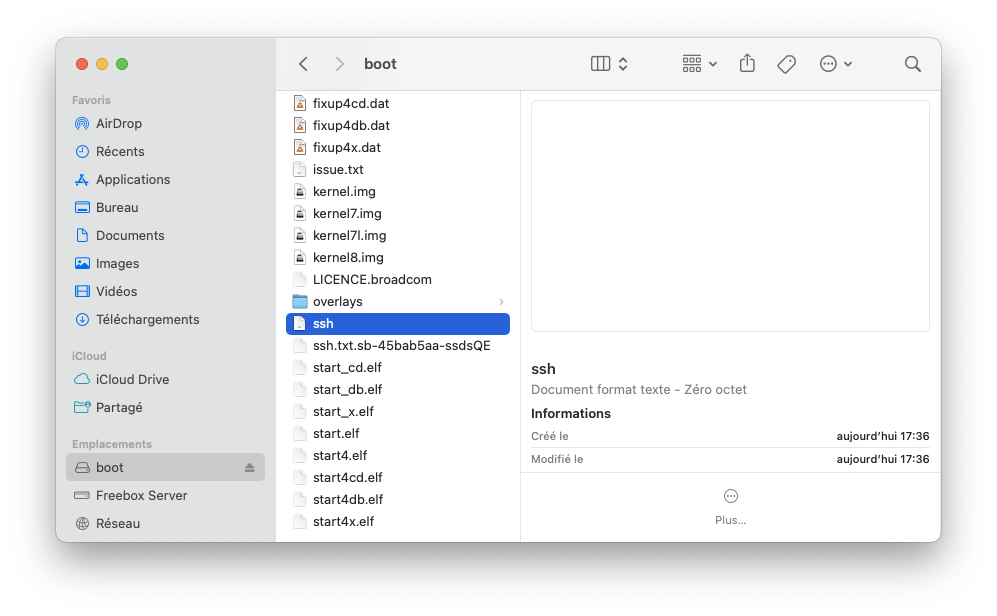 boot
Favoris
AirDrop
Récents
Applications
Bureau
Documents
Images
Vidéos
Téléchargements
iCloud
iCloud Drive
Partagé
Emplacements
boot
Freebox Server
Réseau
fixup4cd.dat
fixup4db.dat
fixup4x.dat
issue.txt
kernel.img
kernel7.img
kernel7l.img
kernel8.img
LICENCE.broadcom
overlays
ssh
ssh.txt.sb-45bab5aa-ssdsQE
start_cd.elf
start_db.elf
start_x.elf
start.elf
start4.elf
start4cd.elf
start4db.elf
start4x.elf
ssh
Document format texte - Zéro octet
Informations
Créé le aujourd’hui 17:36
Modifié le aujourd’hui 17:36
Plus...